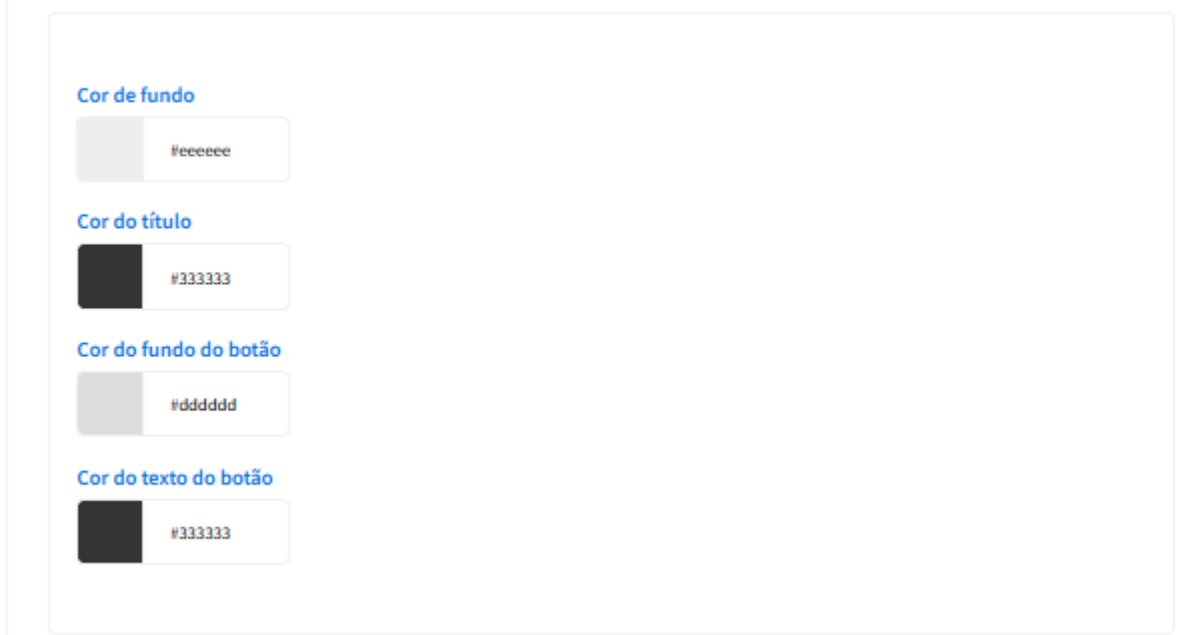 Cor de fundo
#eeeeee
Cor do título
#333333
Cor do fundo do botão
#dddddd
Cor do texto do botão
#333333